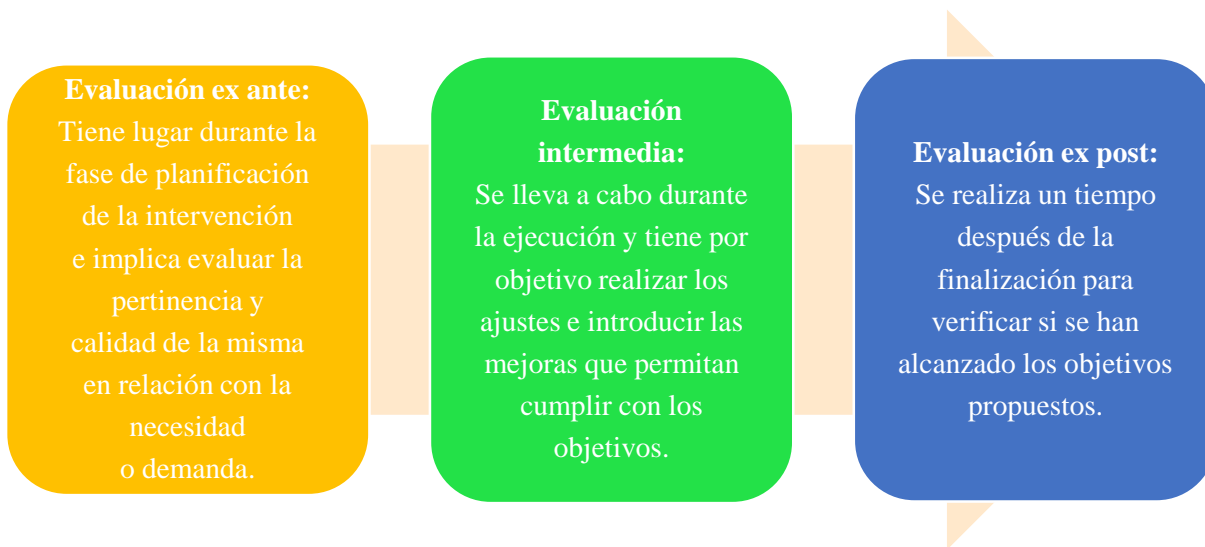 Evaluación ex ante:
Tiene lugar durante la
fase de planificación
de la intervención
e implica evaluar la
pertinencia y
calidad de la misma
en relación con la
necesidad
o demanda.
Evaluación
intermedia:
Se lleva a cabo durante
la ejecución y tiene por
objetivo realizar los
ajustes e introducir las
mejoras que permitan
cumplir con los
objetivos.
Evaluación ex post:
Se realiza un tiempo
después de la
finalización para
verificar si se han
alcanzado los objetivos
propuestos.